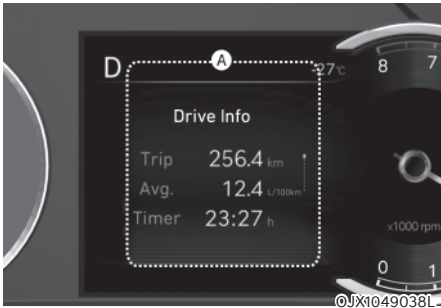 D
A
27°C
8 7
Drive Info
Trip 256.4 km
Avg. 12.4 L/100km
Timer 23:27 h
x1000 rpm
0 1
OJX1049038L